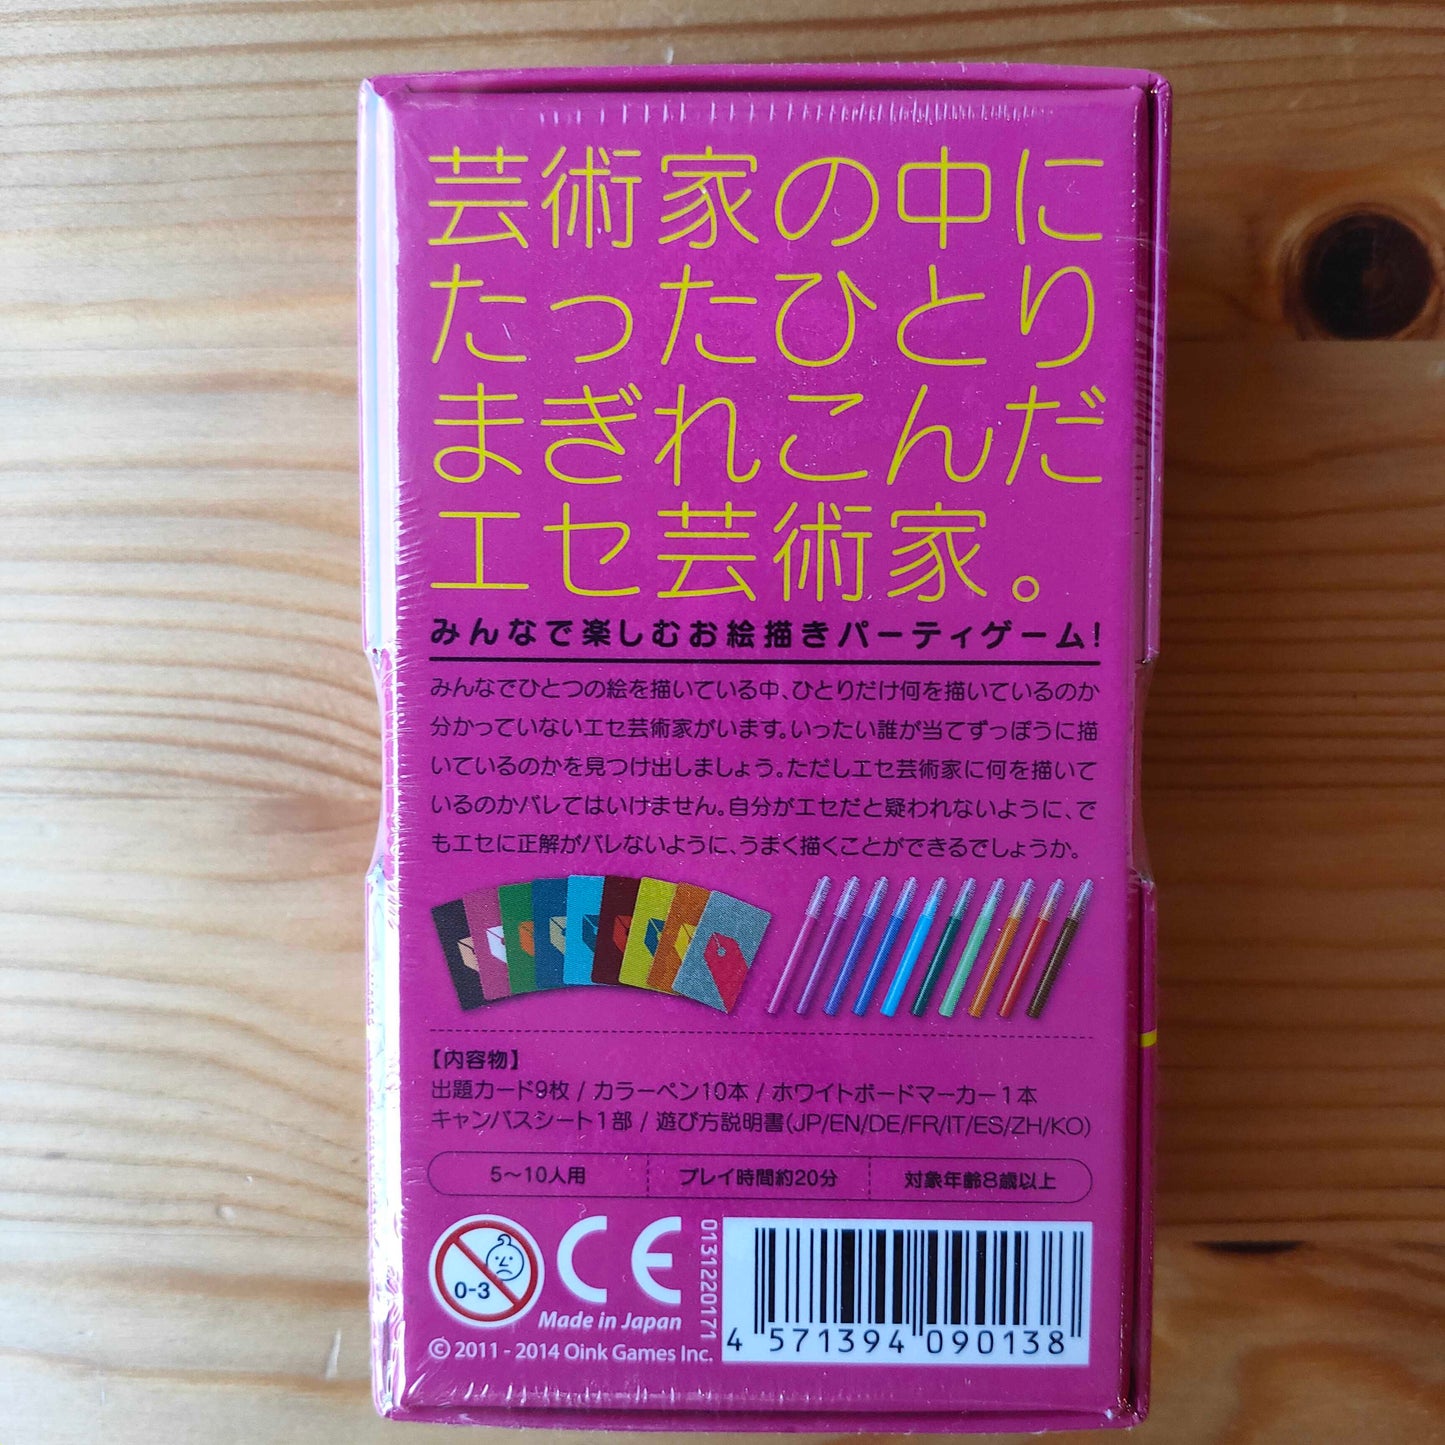 芸術家の中に
たったひとり
まぎれこんだ
エセ芸術家。
みんなで楽しむお絵描きパーティゲーム!
みんなでひとつの絵を描いている中、ひとりだけ何を描いているのか
分かっていないエセ芸術家がいます。いったい誰が当てずっぽうに描
いているのかを見つけ出しましょう。ただしエセ芸術家に何を描いて
いるのかバレてはいけません。自分がエセだと疑われないように、で
もエセに正解がバレないように、うまく描くことができるでしょうか。
【内容物】
出題カード9枚 / カラーペン10本 / ホワイトボードマーカー1本
キャンバスシート1部 / 遊び方説明書(JP/EN/DE/FR/IT/ES/ZH/KO)
5～10人用 プレイ時間約20分 対象年齢8歳以上
0-3
CE
Made in Japan
© 2011 - 2014 Oink Games Inc.
0131220171
4 571394 090138